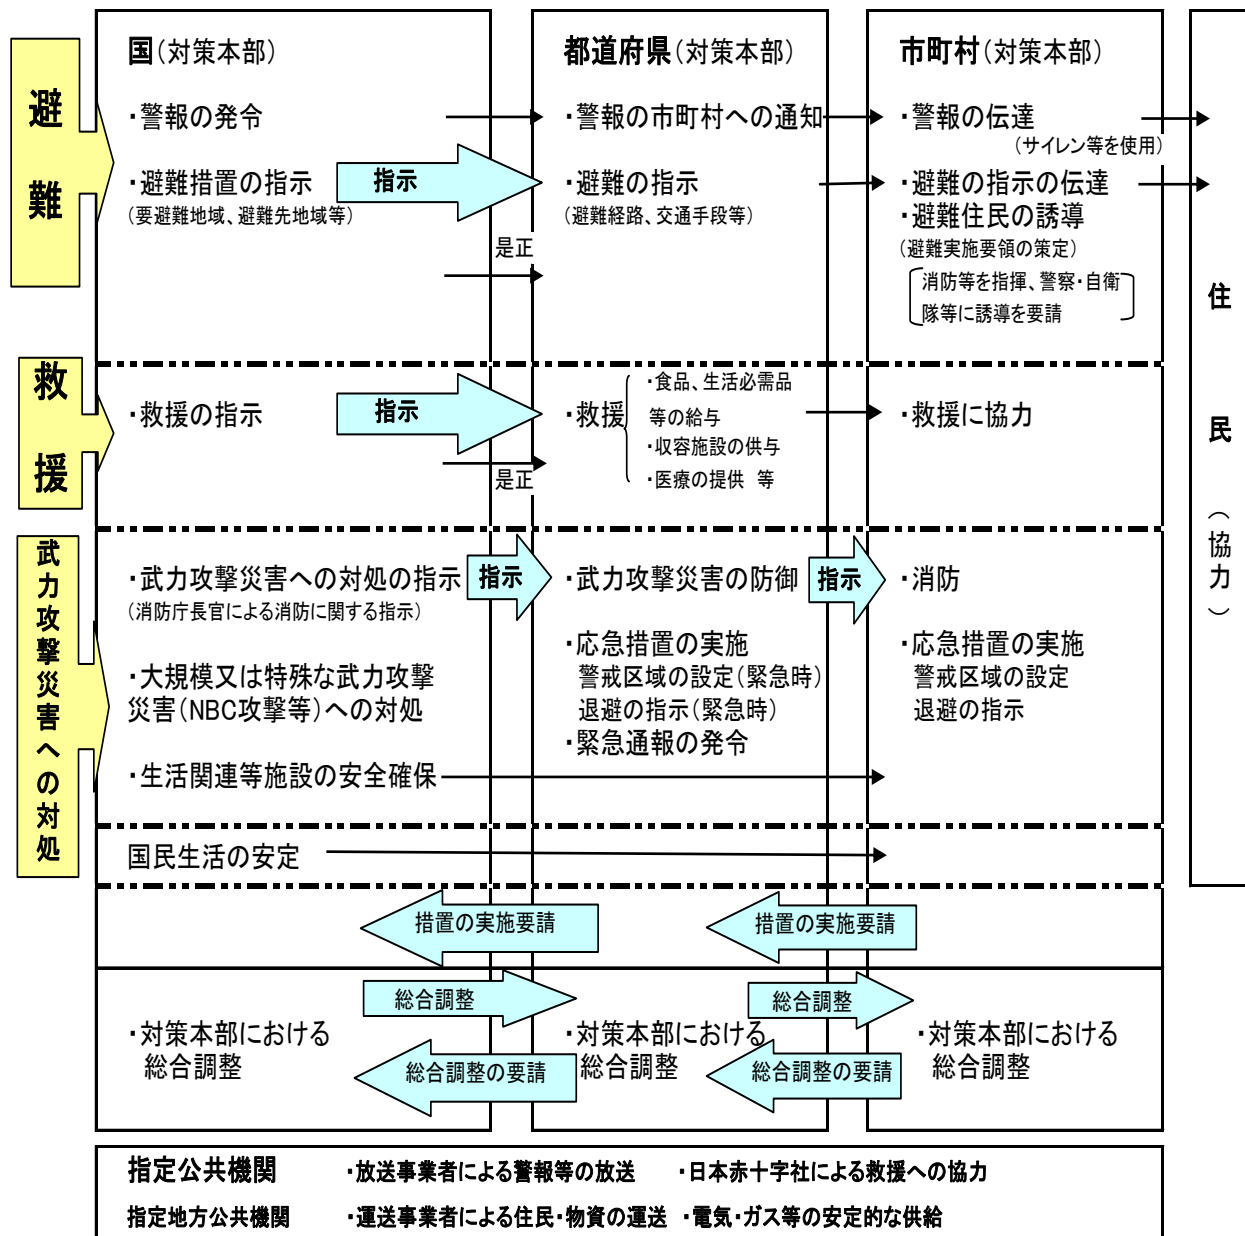 避難
国(対策本部)
・警報の発令
・避難措置の指示
(要避難地域、避難先地域等)
指示
是正
都道府県(対策本部)
・警報の市町村への通知
・避難の指示
(避難経路、交通手段等)
市町村(対策本部)
・警報の伝達
(サイレン等を使用)
・避難の指示の伝達
・避難住民の誘導
(避難実施要領の策定)
消防等を指揮、警察・自衛
隊等に誘導を要請
住民(協力)
救援
・救援の指示
指示
是正
・救援
・食品、生活必需品
等の給与
・収容施設の供与
・医療の提供 等
・救援に協力
武力攻撃災害への対処
・武力攻撃災害への対処の指示
(消防庁長官による消防に関する指示)
指示
・武力攻撃災害の防御
指示
・消防
・大規模又は特殊な武力攻撃
災害(NBC攻撃等)への対処
・応急措置の実施
警戒区域の設定(緊急時)
退避の指示(緊急時)
・緊急通報の発令
・応急措置の実施
警戒区域の設定
退避の指示
・生活関連等施設の安全確保
国民生活の安定
措置の実施要請
措置の実施要請
総合調整
総合調整
・対策本部における
総合調整
・対策本部における
総合調整
・対策本部における
総合調整
総合調整の要請
総合調整の要請
指定公共機関 ・放送事業者による警報等の放送 ・日本赤十字社による救援への協力
指定地方公共機関 ・運送事業者による住民・物資の運送 ・電気・ガス等の安定的な供給